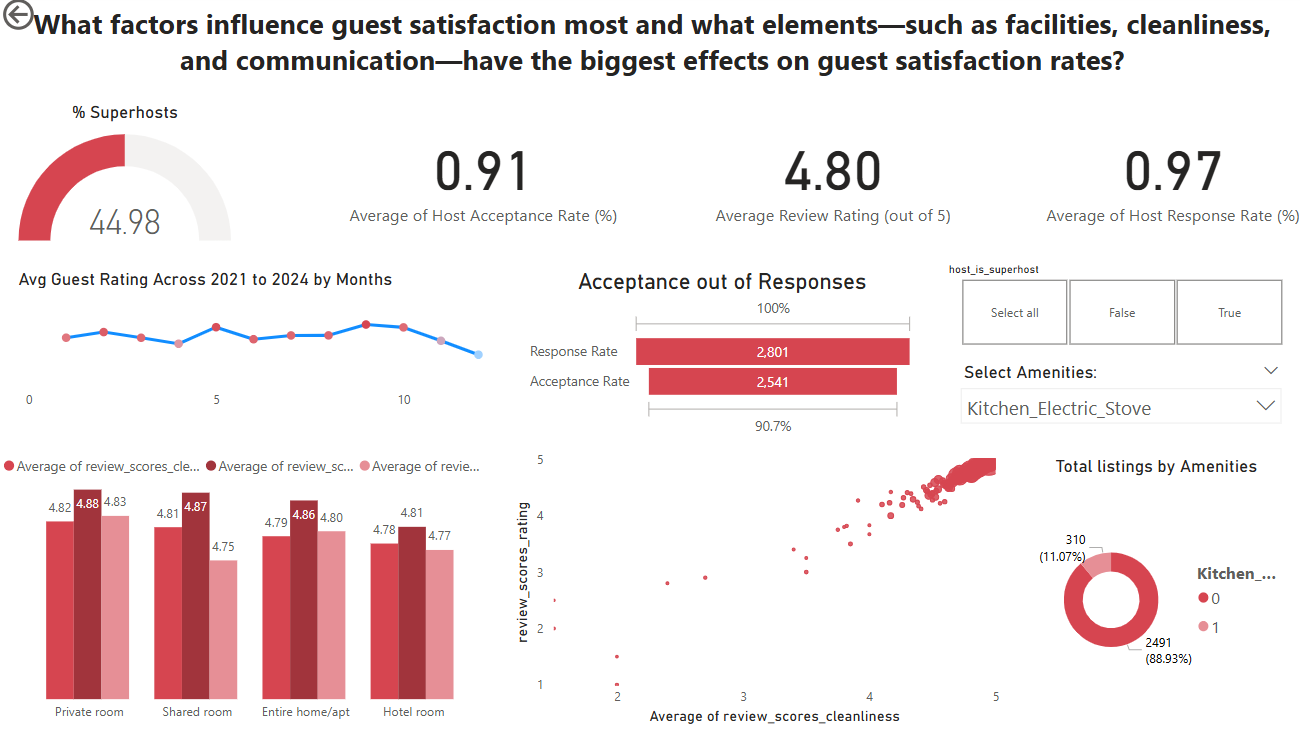 What factors influence guest satisfaction most and what elements—such as facilities, cleanliness,
and communication—have the biggest effects on guest satisfaction rates?
% Superhosts
44.98
0.91
Average of Host Acceptance Rate (%)
4.80
Average Review Rating (out of 5)
0.97
Average of Host Response Rate (%)
Avg Guest Rating Across 2021 to 2024 by Months
0 5 10
Acceptance out of Responses
100%
Response Rate 2,801
Acceptance Rate 2,541
90.7%
host_is_superhost
Select all False True
Select Amenities:
Kitchen_Electric_Stove
Average of review_scores_cle... Average of review_sc... Average of revie...
4.82 4.88 4.83
4.81 4.87 4.75
4.79 4.86 4.80
4.78 4.81 4.77
Private room Shared room Entire home/apt Hotel room
review_scores_rating
5
4
3
2
1
2 3 4 5
Average of review_scores_cleanliness
Total listings by Amenities
310
(11.07%)
2491
(88.93%)
Kitchen_...
0
1